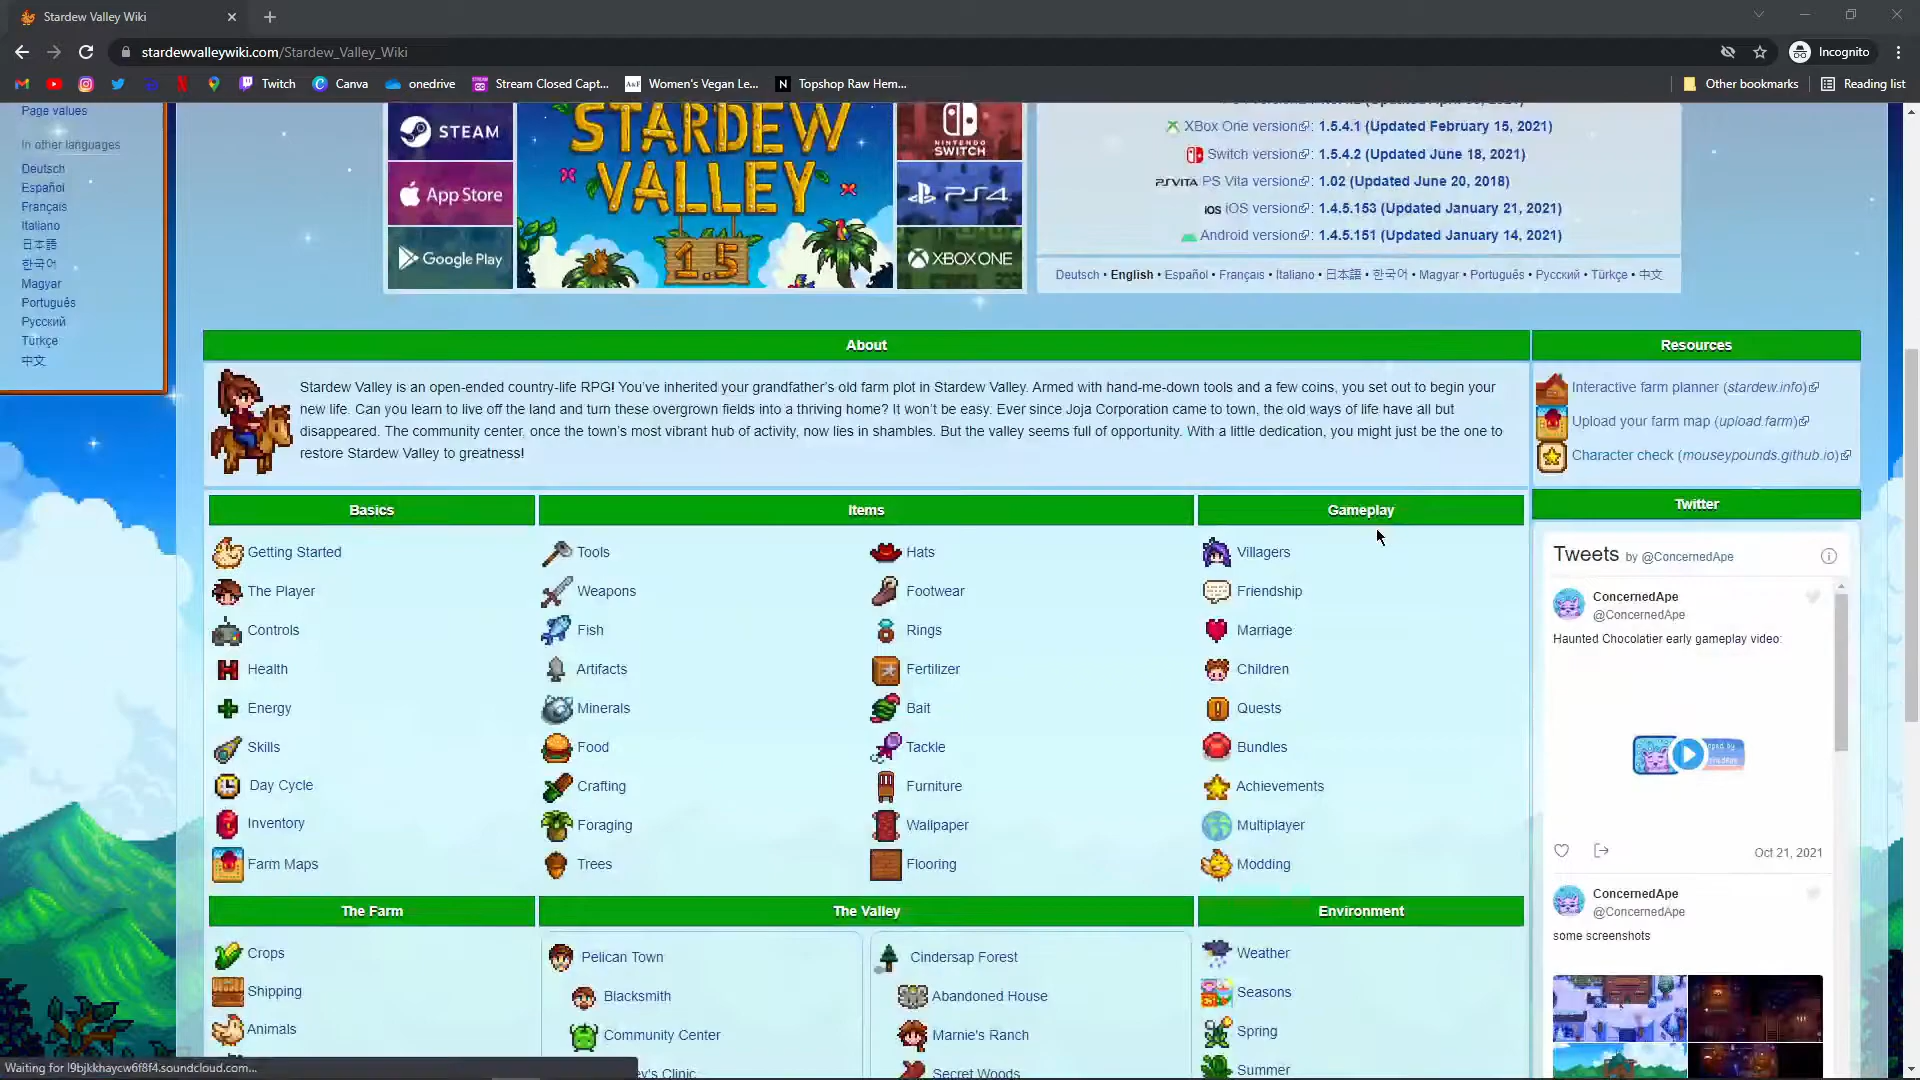 Stardew Valley Wiki
stardewvalleywiki.com/Stardew_Valley_Wiki
Incognito
Twitch
Canva
onedrive
Stream Closed Capt...
Women's Vegan Le...
Topshop Raw Hem...
Other bookmarks
Reading list
Page values
In other languages
Deutsch
Español
Français
Italiano
日本語
한국어
Magyar
Português
Русский
Türkçe
中文
STEAM
App Store
Google Play
STARDEW
VALLEY
1.5
NINTENDO
SWITCH
PS4
XBOX ONE
XBox One version: 1.5.4.1 (Updated February 15, 2021)
Switch version: 1.5.4.2 (Updated June 18, 2021)
PSVITA PS Vita version: 1.02 (Updated June 20, 2018)
iOS iOS version: 1.4.5.153 (Updated January 21, 2021)
Android version: 1.4.5.151 (Updated January 14, 2021)
Deutsch • English • Español • Français • Italiano • 日本語 • 한국어 • Magyar • Português • Русский • Türkçe • 中文
About
Stardew Valley is an open-ended country-life RPG! You've inherited your grandfather's old farm plot in Stardew Valley. Armed with hand-me-down tools and a few coins, you set out to begin your
new life. Can you learn to live off the land and turn these overgrown fields into a thriving home? It won't be easy. Ever since Joja Corporation came to town, the old ways of life have all but
disappeared. The community center, once the town's most vibrant hub of activity, now lies in shambles. But the valley seems full of opportunity. With a little dedication, you might just be the one to
restore Stardew Valley to greatness!
Resources
Interactive farm planner (stardew.info)
Upload your farm map (upload.farm)
Character check (mouseypounds.github.io)
Basics
Getting Started
The Player
Controls
Health
Energy
Skills
Day Cycle
Inventory
Farm Maps
Items
Tools
Weapons
Fish
Artifacts
Minerals
Food
Crafting
Foraging
Trees
Hats
Footwear
Rings
Fertilizer
Bait
Tackle
Furniture
Wallpaper
Flooring
Gameplay
Villagers
Friendship
Marriage
Children
Quests
Bundles
Achievements
Multiplayer
Modding
Twitter
Tweets by @ConcernedApe
ConcernedApe
@ConcernedApe
Haunted Chocolatier early gameplay video:
Oct 21, 2021
ConcernedApe
@ConcernedApe
some screenshots
The Farm
Crops
Shipping
Animals
The Valley
Pelican Town
Blacksmith
Community Center
Cindersap Forest
Abandoned House
Marnie's Ranch
Secret Woods
Environment
Weather
Seasons
Spring
Summer
Waiting for l9bjkkhaycw6f8f4.soundcloud.com...